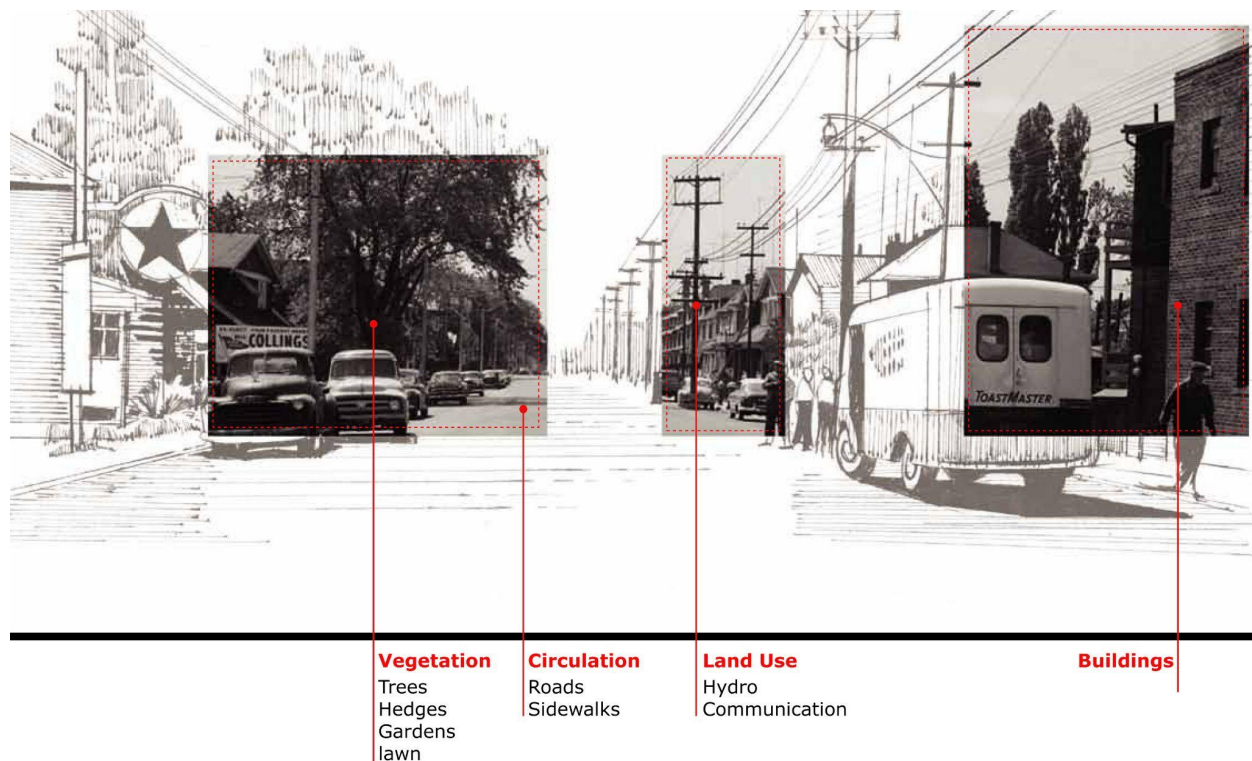 COLLINGS
TOASTMASTER
Vegetation
Trees
Hedges
Gardens
lawn
Circulation
Roads
Sidewalks
Land Use
Hydro
Communication
Buildings